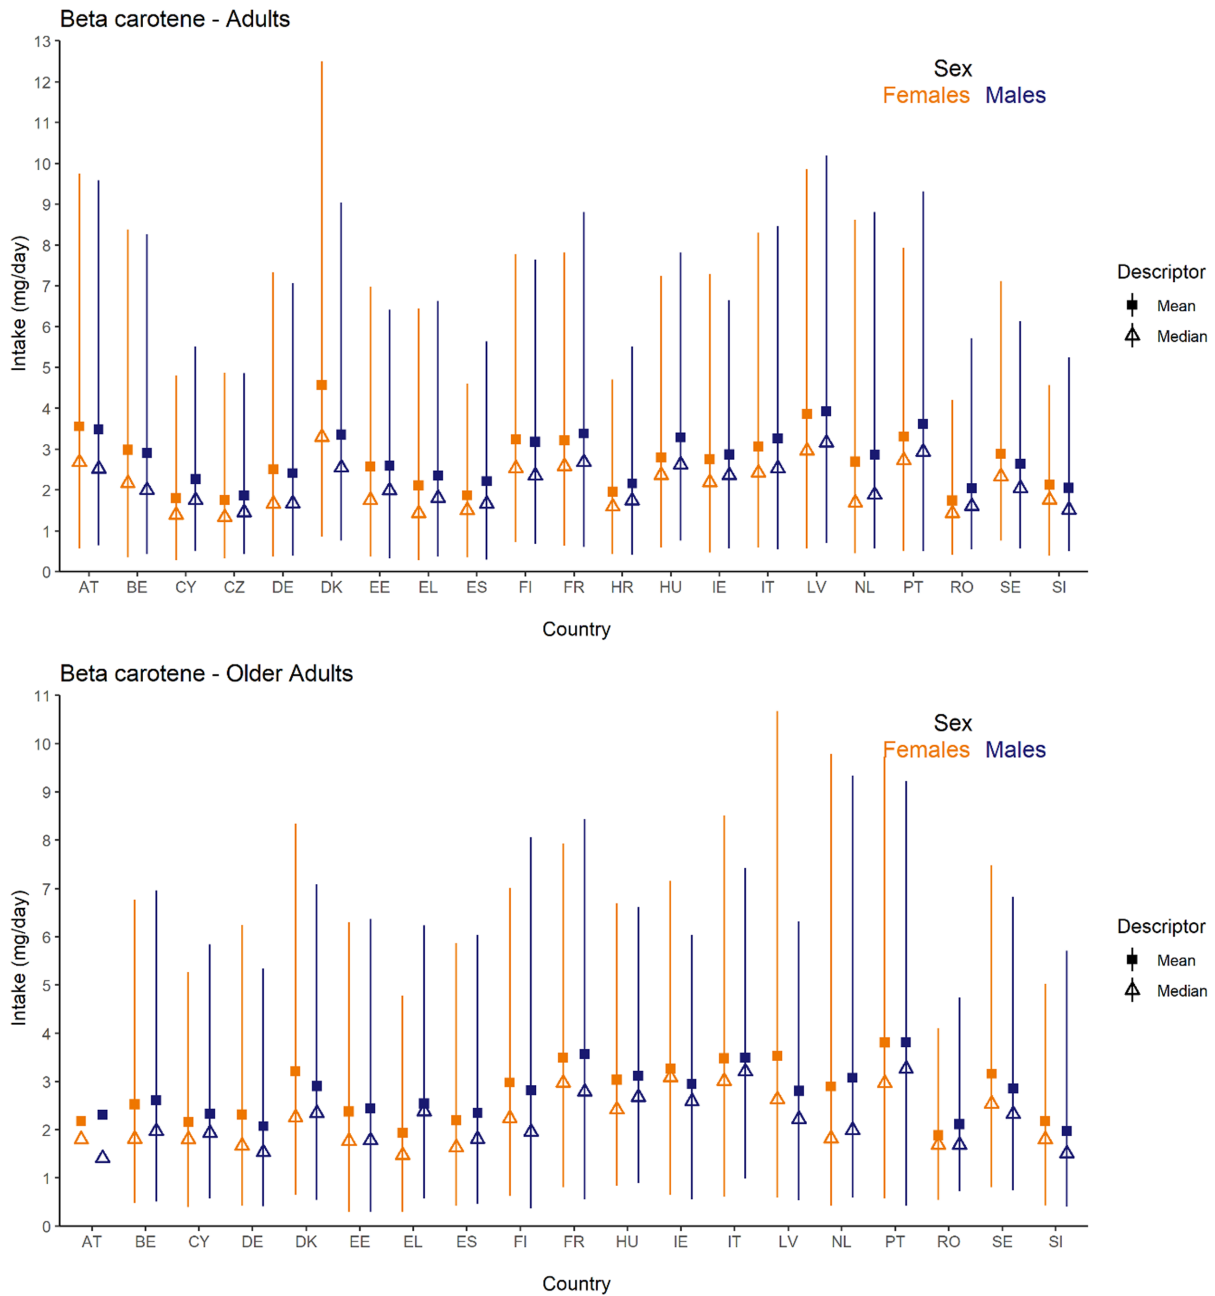 Beta carotene - Adults
13
12
11
10
9
8
7
6
5
4
3
2
1
0
Intake (mg/day)
Sex
Females Males
Descriptor
Mean
Median
AT BE CY CZ DE DK EE EL ES FI FR HR HU IE IT LV NL PT RO SE SI
Country
Beta carotene - Older Adults
11
10
9
8
7
6
5
4
3
2
1
0
Intake (mg/day)
Sex
Females Males
Descriptor
Mean
Median
AT BE CY DE DK EE EL ES FI FR HU IE IT LV NL PT RO SE SI
Country